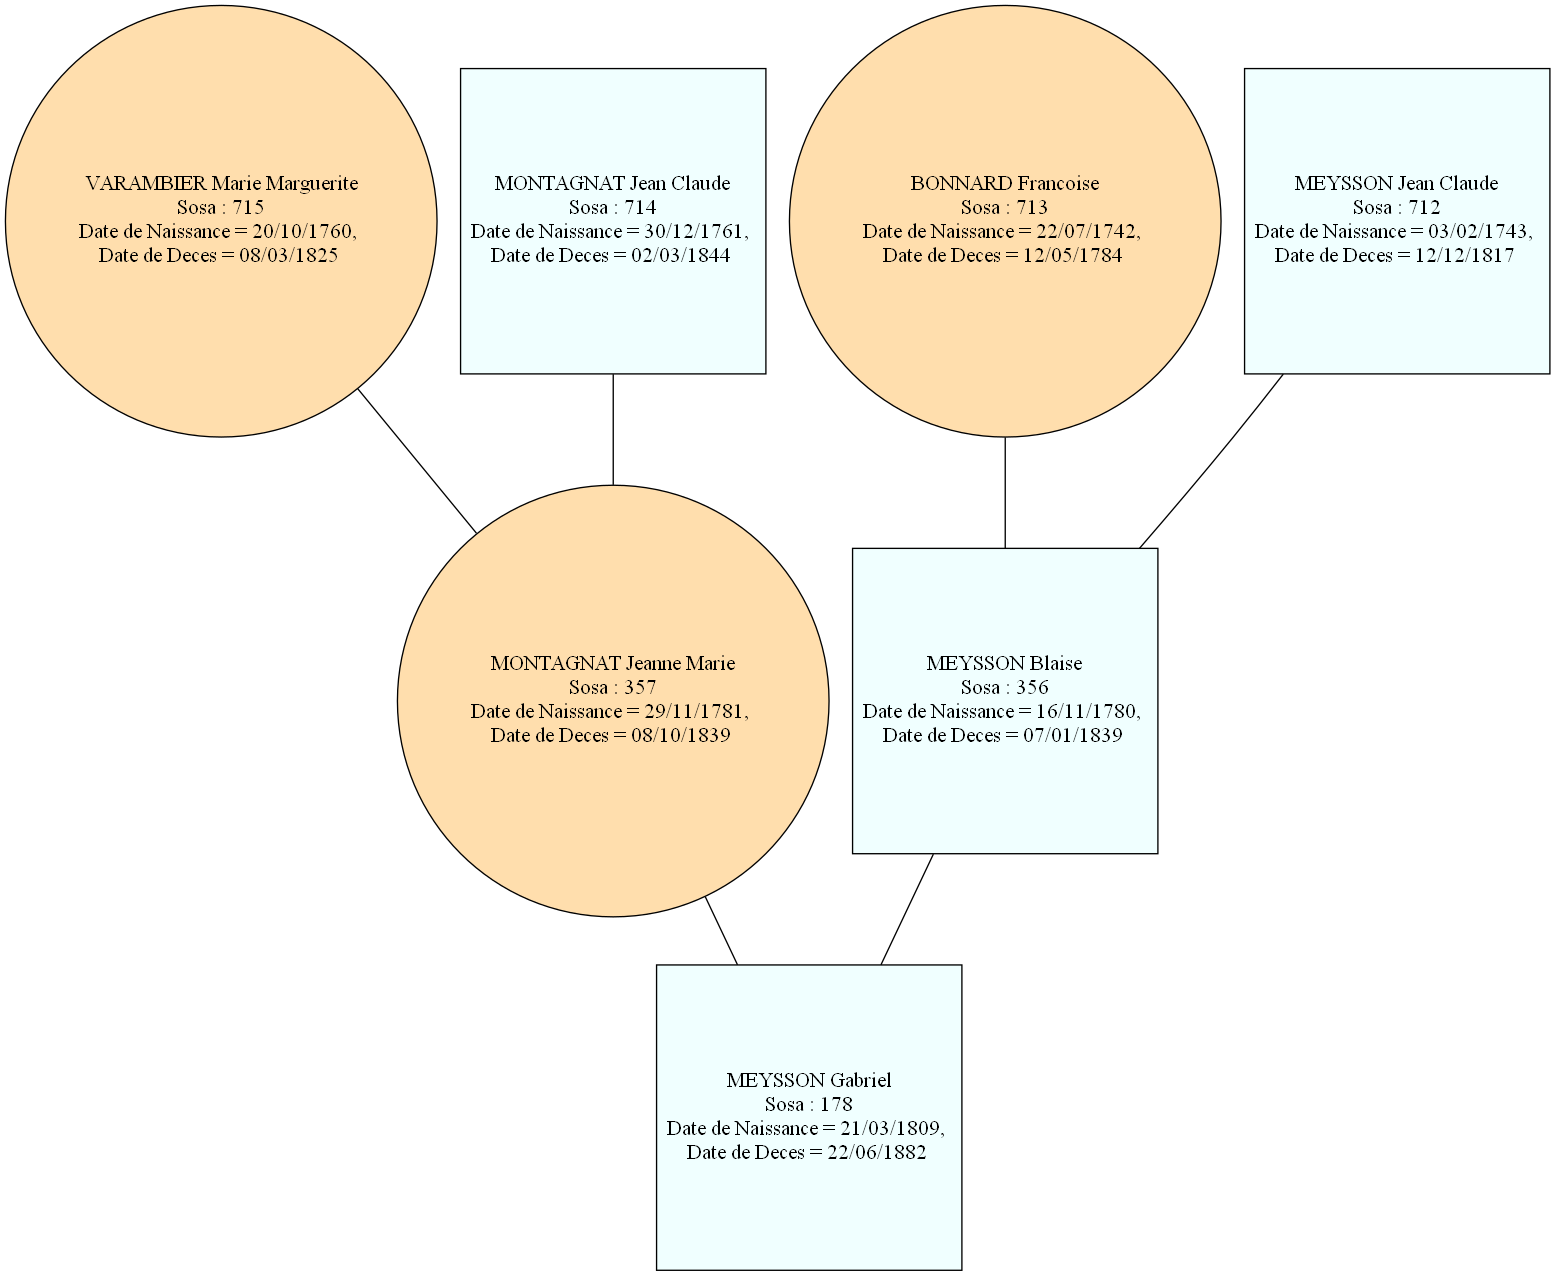 VARAMBIER Marie Marguerite
Sosa : 715
Date de Naissance = 20/10/1760,
Date de Deces = 08/03/1825
MONTAGNAT Jean Claude
Sosa : 714
Date de Naissance = 30/12/1761,
Date de Deces = 02/03/1844
BONNARD Francoise
Sosa : 713
Date de Naissance = 22/07/1742,
Date de Deces = 12/05/1784
MEYSSON Jean Claude
Sosa : 712
Date de Naissance = 03/02/1743,
Date de Deces = 12/12/1817
MONTAGNAT Jeanne Marie
Sosa : 357
Date de Naissance = 29/11/1781,
Date de Deces = 08/10/1839
MEYSSON Blaise
Sosa : 356
Date de Naissance = 16/11/1780,
Date de Deces = 07/01/1839
MEYSSON Gabriel
Sosa : 178
Date de Naissance = 21/03/1809,
Date de Deces = 22/06/1882